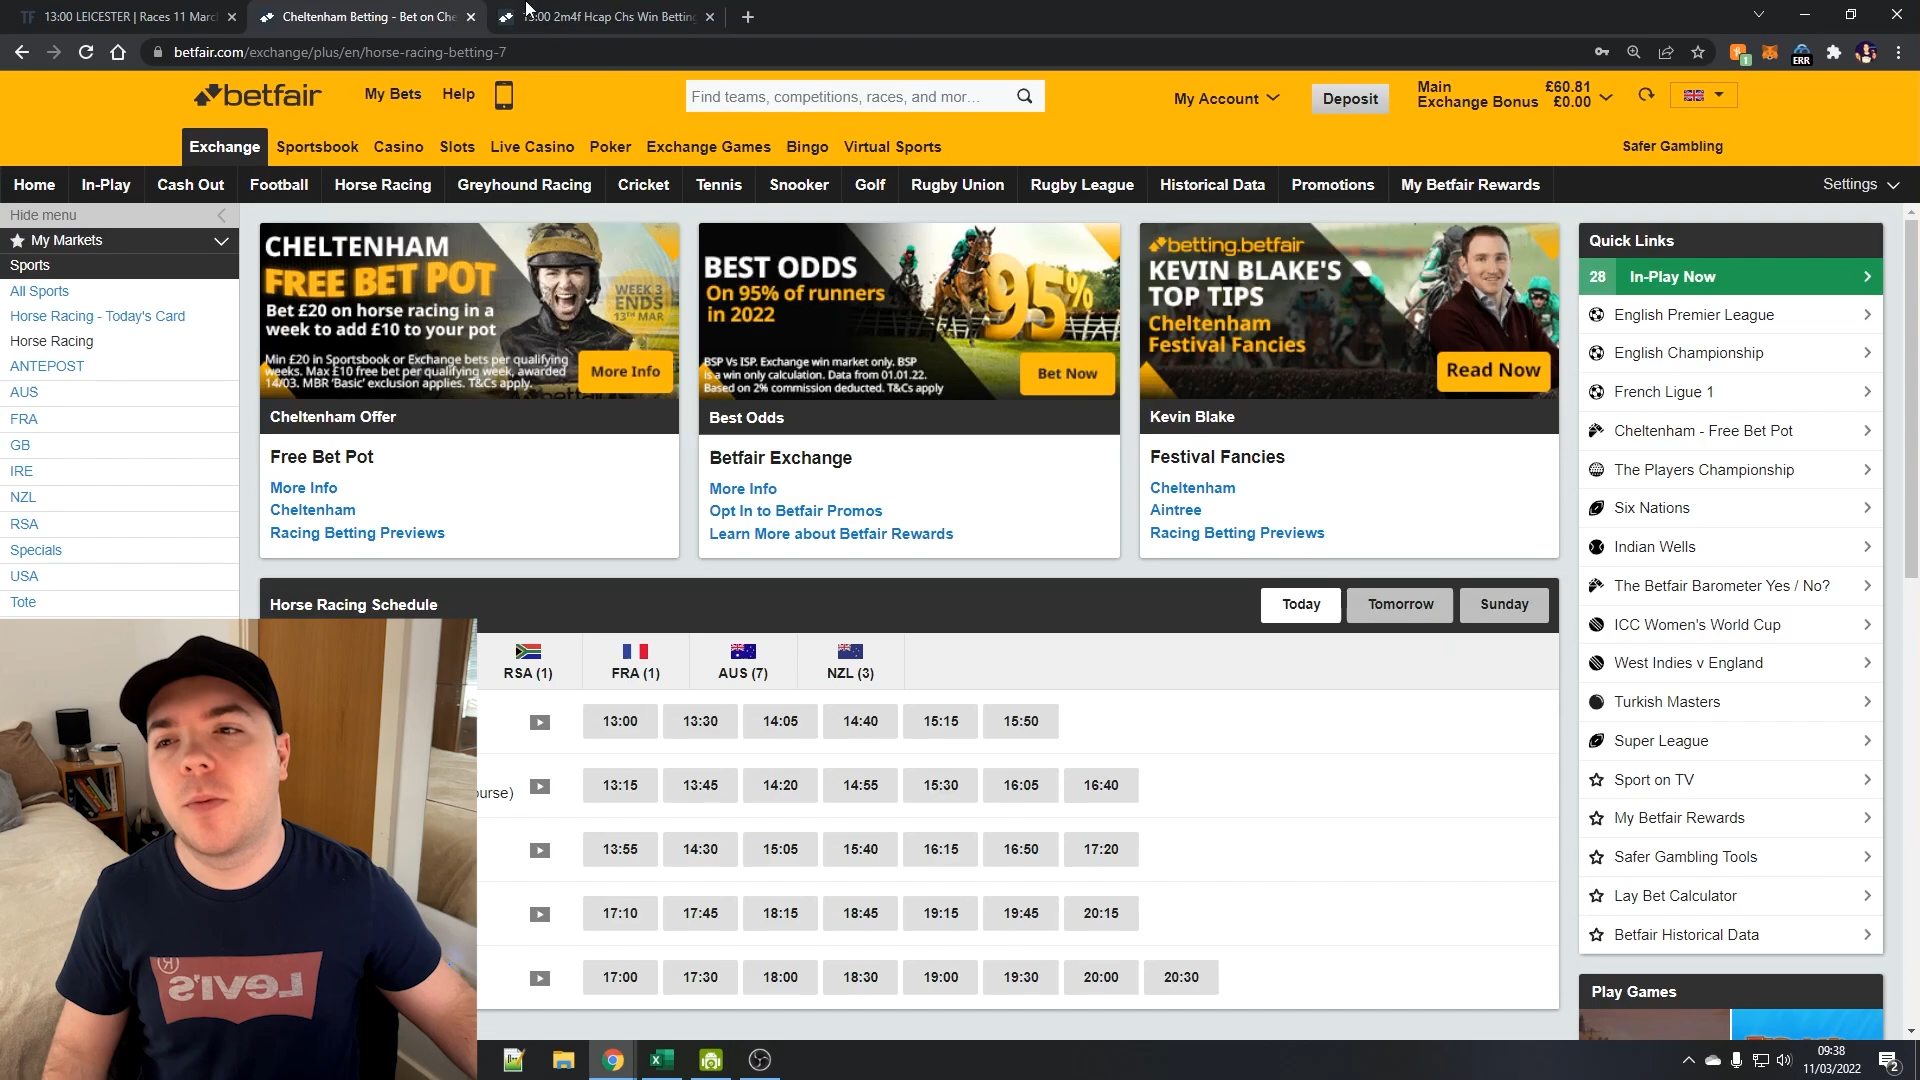 13:00 LEICESTER | Races 11 Marc
Cheltenham Betting - Bet on Che
13:00 2m4f Hcap Chs Win Betting
betfair.com/exchange/plus/en/horse-racing-betting-7
1
ERR
betfair
My Bets
Help
Find teams, competitions, races, and mor...
My Account
Deposit
Main £60.81
Exchange Bonus £0.00
Exchange
Sportsbook
Casino
Slots
Live Casino
Poker
Exchange Games
Bingo
Virtual Sports
Safer Gambling
Home
In-Play
Cash Out
Football
Horse Racing
Greyhound Racing
Cricket
Tennis
Snooker
Golf
Rugby Union
Rugby League
Historical Data
Promotions
My Betfair Rewards
Settings
Hide menu
My Markets
Sports
All Sports
Horse Racing - Today's Card
Horse Racing
ANTEPOST
AUS
FRA
GB
IRE
NZL
RSA
Specials
USA
Tote
CHELTENHAM
FREE BET POT
Bet £20 on horse racing in a
week to add £10 to your pot
WEEK 3
ENDS
13TH MAR
Min £20 in Sportsbook or Exchange bets per qualifying
weeks. Max £10 free bet per qualifying week, awarded
14/03. MBR 'Basic' exclusion applies. T&Cs apply.
More Info
Cheltenham Offer
Free Bet Pot
More Info
Cheltenham
Racing Betting Previews
BEST ODDS
On 95% of runners
in 2022
95%
BSP Vs ISP. Exchange win market only. BSP
is a win only calculation. Data from 01.01.22.
Based on 2% commission deducted. T&Cs apply
Bet Now
Best Odds
Betfair Exchange
More Info
Opt In to Betfair Promos
Learn More about Betfair Rewards
betting.betfair
KEVIN BLAKE'S
TOP TIPS
Cheltenham
Festival Fancies
Read Now
Kevin Blake
Festival Fancies
Cheltenham
Aintree
Racing Betting Previews
Horse Racing Schedule
Today
Tomorrow
Sunday
RSA (1)
FRA (1)
AUS (7)
NZL (3)
13:00 13:30 14:05 14:40 15:15 15:50
urse) 13:15 13:45 14:20 14:55 15:30 16:05 16:40
13:55 14:30 15:05 15:40 16:15 16:50 17:20
17:10 17:45 18:15 18:45 19:15 19:45 20:15
17:00 17:30 18:00 18:30 19:00 19:30 20:00 20:30
Quick Links
28 In-Play Now
English Premier League
English Championship
French Ligue 1
Cheltenham - Free Bet Pot
The Players Championship
Six Nations
Indian Wells
The Betfair Barometer Yes / No?
ICC Women's World Cup
West Indies v England
Turkish Masters
Super League
Sport on TV
My Betfair Rewards
Safer Gambling Tools
Lay Bet Calculator
Betfair Historical Data
Play Games
Levi's
®
09:38
11/03/2022
2